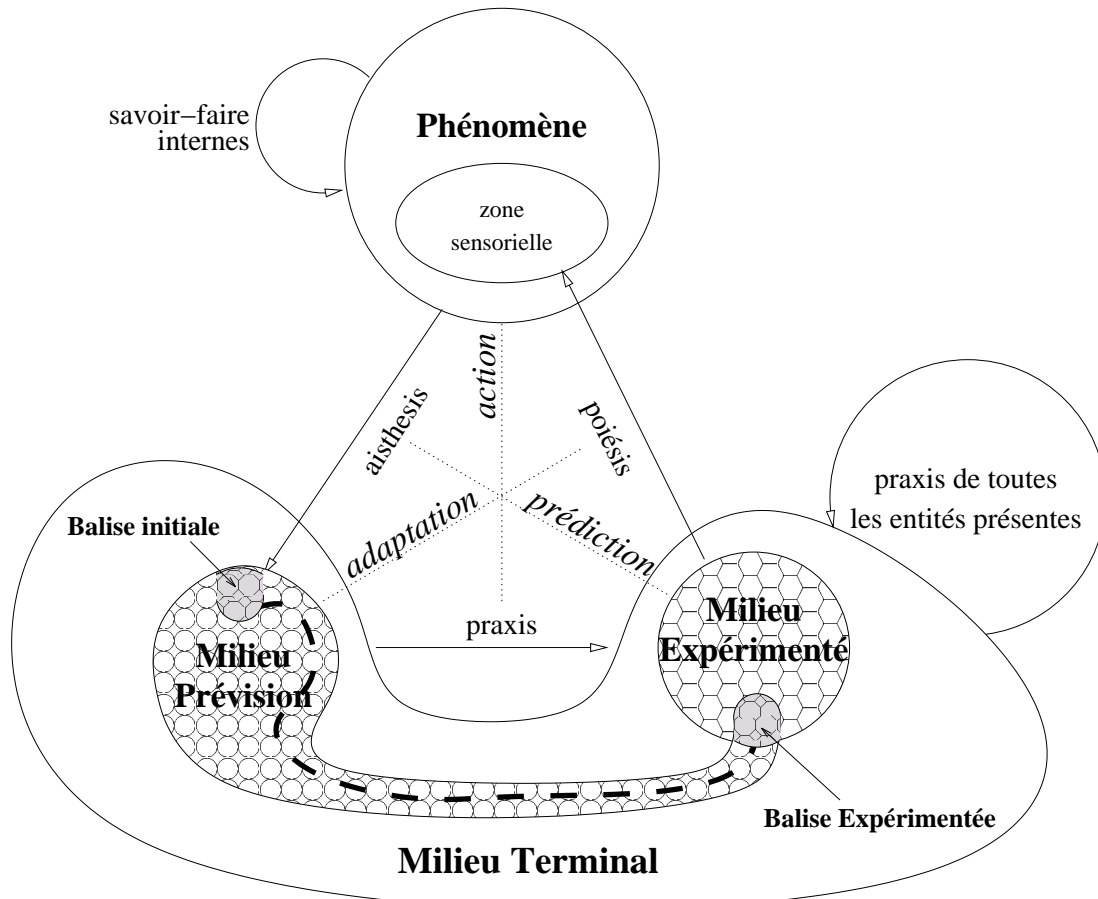 savoir–faire
internes
Phénomène
zone
sensorielle
action
aisthesis
poiésis
adaptation
prédiction
praxis de toutes
les entités présentes
Balise initiale
praxis
Milieu
Prévision
Milieu
Expérimenté
Balise Expérimentée
Milieu Terminal